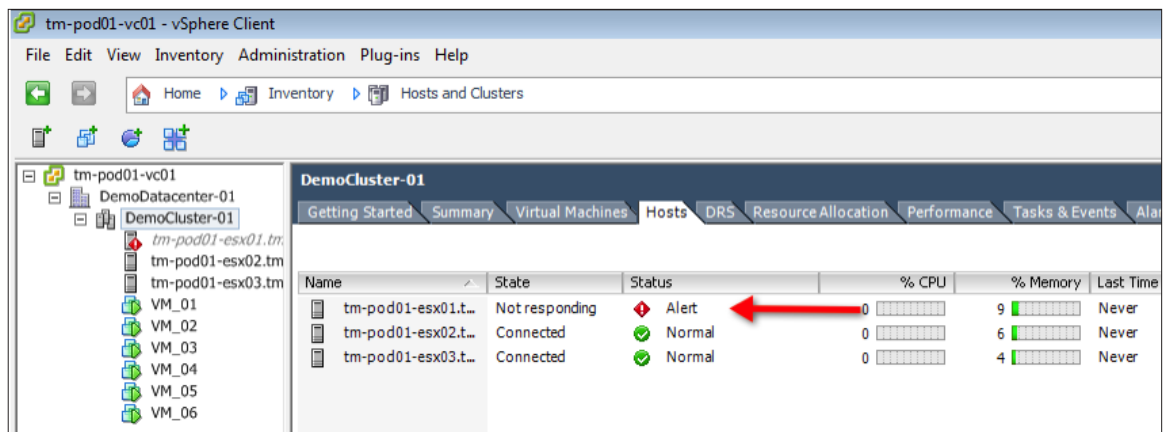 tm-pod01-vc01 - vSphere Client
File Edit View Inventory Administration Plug-ins Help
Home Inventory Hosts and Clusters
tm-pod01-vc01
DemoDatacenter-01
DemoCluster-01
tm-pod01-esx01.tm
tm-pod01-esx02.tm
tm-pod01-esx03.tm
VM_01
VM_02
VM_03
VM_04
VM_05
VM_06
DemoCluster-01
Getting Started Summary Virtual Machines Hosts DRS Resource Allocation Performance Tasks & Events Alar
Name State Status % CPU % Memory Last Time
tm-pod01-esx01.t... Not responding Alert 0 9 Never
tm-pod01-esx02.t... Connected Normal 0 6 Never
tm-pod01-esx03.t... Connected Normal 0 4 Never